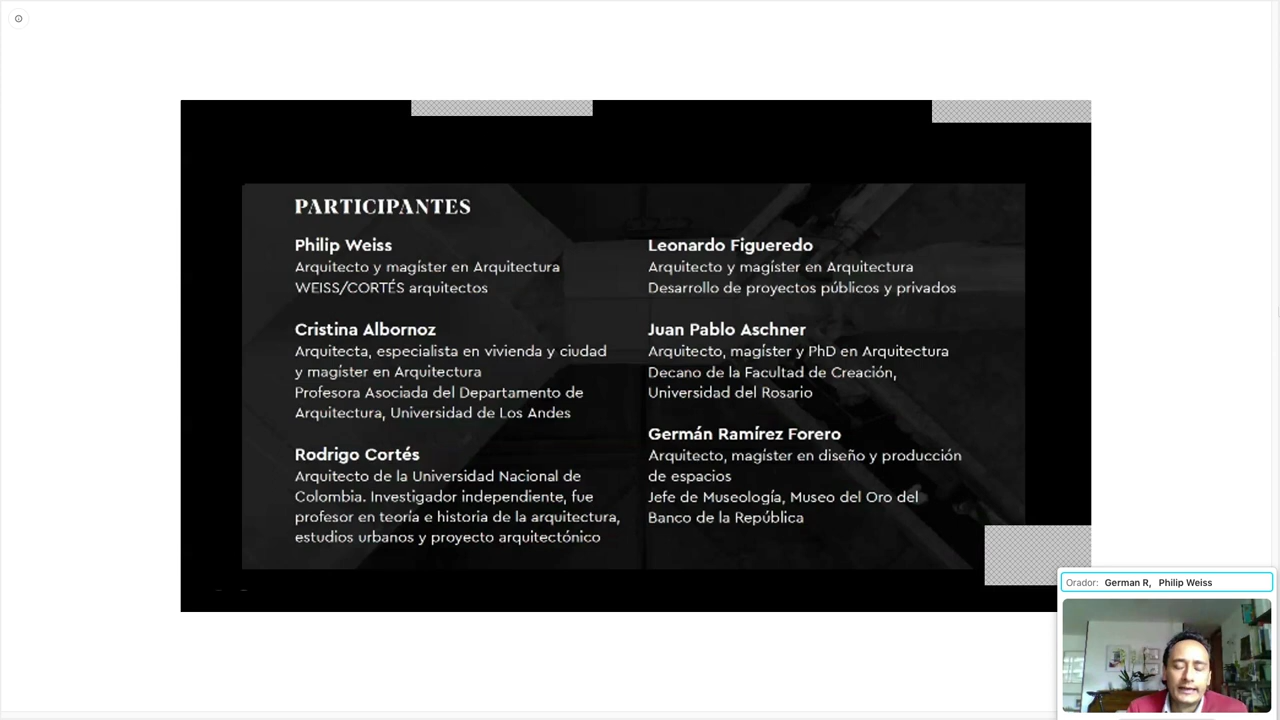 PARTICIPANTES
Philip Weiss
Arquitecto y magíster en Arquitectura
WEISS/CORTÉS arquitectos
Cristina Albornoz
Arquitecta, especialista en vivienda y ciudad
y magíster en Arquitectura
Profesora Asociada del Departamento de
Arquitectura, Universidad de Los Andes
Rodrigo Cortés
Arquitecto de la Universidad Nacional de
Colombia. Investigador independiente, fue
profesor en teoría e historia de la arquitectura,
estudios urbanos y proyecto arquitectónico
Leonardo Figueredo
Arquitecto y magíster en Arquitectura
Desarrollo de proyectos públicos y privados
Juan Pablo Aschner
Arquitecto, magíster y PhD en Arquitectura
Decano de la Facultad de Creación,
Universidad del Rosario
Germán Ramírez Forero
Arquitecto, magíster en diseño y producción
de espacios
Jefe de Museología, Museo del Oro del
Banco de la República
Orador: German R, Philip Weiss